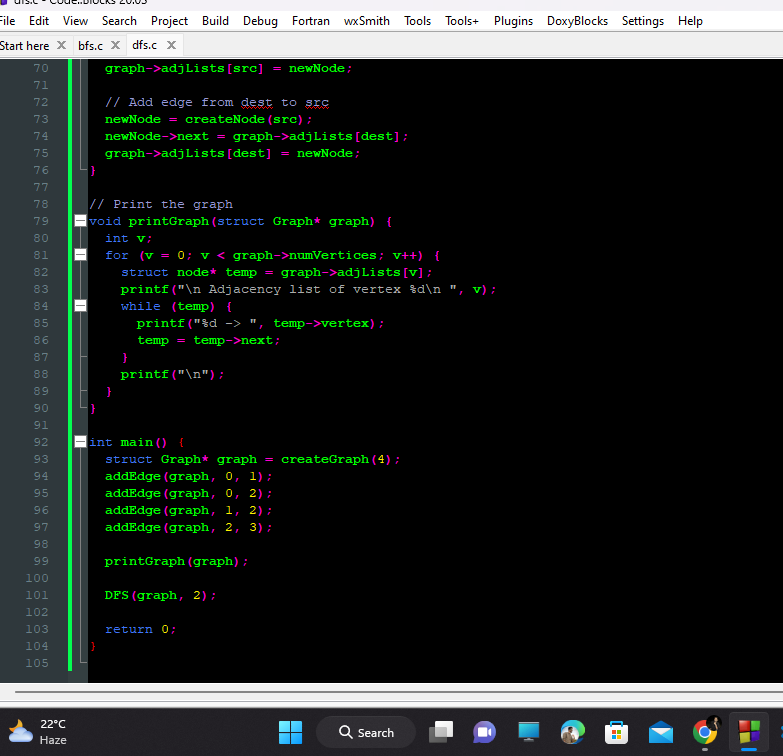 dfs.c - Code::Blocks 20.03
File Edit View Search Project Build Debug Fortran wxSmith Tools Tools+ Plugins DoxyBlocks Settings Help
Start here X bfs.c X dfs.c X
70 graph->adjLists[src] = newNode;
71
72 // Add edge from dest to src
73 newNode = createNode(src);
74 newNode->next = graph->adjLists[dest];
75 graph->adjLists[dest] = newNode;
76 }
77
78 // Print the graph
79 void printGraph(struct Graph* graph) {
80 int v;
81 for (v = 0; v < graph->numVertices; v++) {
82 struct node* temp = graph->adjLists[v];
83 printf("\n Adjacency list of vertex %d\n ", v);
84 while (temp) {
85 printf("%d -> ", temp->vertex);
86 temp = temp->next;
87 }
88 printf("\n");
89 }
90 }
91
92 int main() {
93 struct Graph* graph = createGraph(4);
94 addEdge(graph, 0, 1);
95 addEdge(graph, 0, 2);
96 addEdge(graph, 1, 2);
97 addEdge(graph, 2, 3);
98
99 printGraph(graph);
100
101 DFS(graph, 2);
102
103 return 0;
104 }
105
22°C
Haze
Search